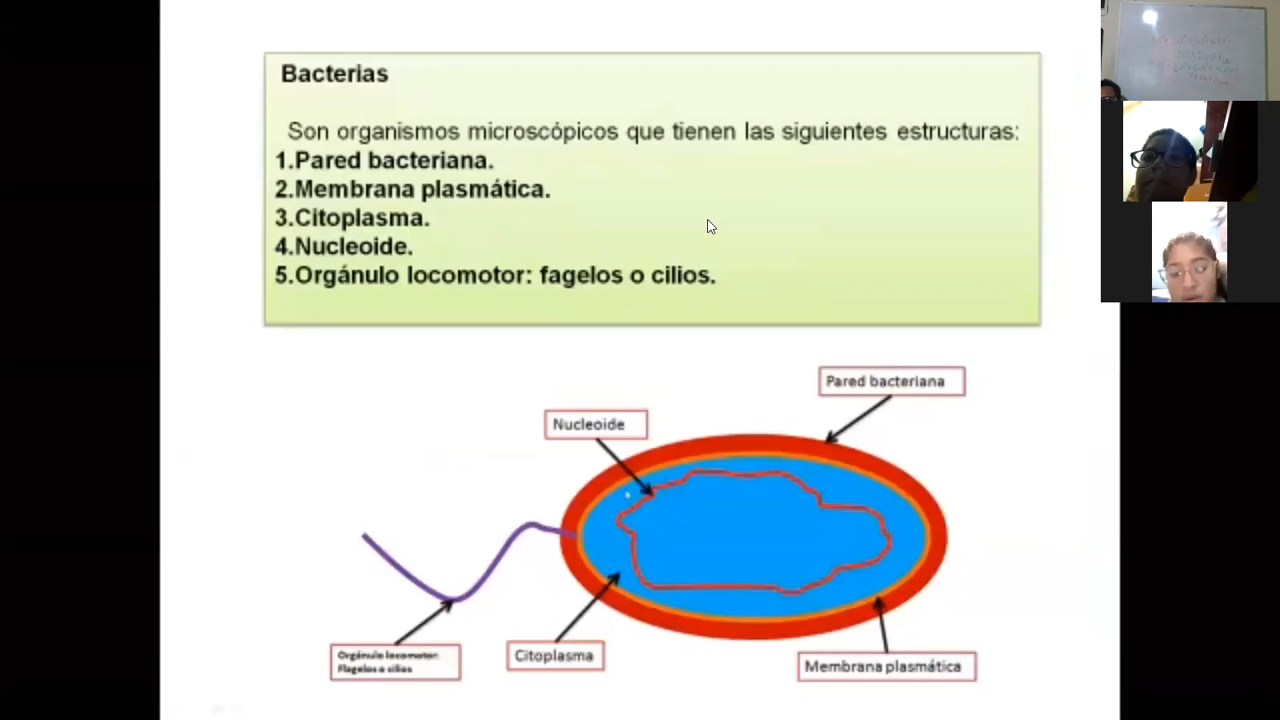 Bacterias
Son organismos microscópicos que tienen las siguientes estructuras:
1.Pared bacteriana.
2.Membrana plasmática.
3.Citoplasma.
4.Nucleoide.
5.Orgánulo locomotor: fagelos o cilios.
Pared bacteriana
Nucleoide
Orgánulo locomotor:
Flagelos o cilios
Citoplasma
Membrana plasmática